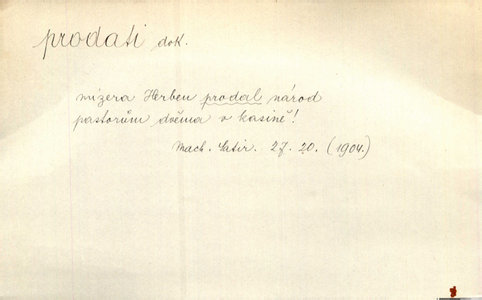 prodati dok.
mizera Herben prodal národ
pastorům dvěma v kasině!
Mach. Satir. 27. 20. (1904.)